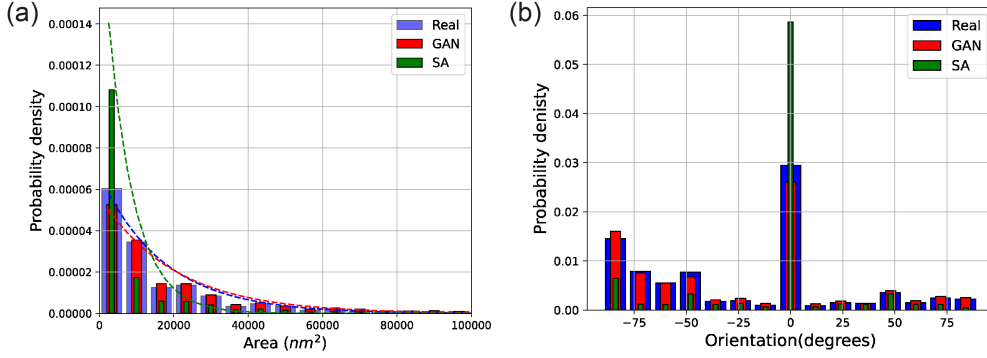 (a)
0.00014
0.00012
0.00010
0.00008
0.00006
0.00004
0.00002
0.00000
Probability density
0 20000 40000 60000 80000 100000
Area (nm²)
Real
GAN
SA
(b)
0.06
0.05
0.04
0.03
0.02
0.01
0.00
Probability denisty
−75 −50 −25 0 25 50 75
Orientation(degrees)
Real
GAN
SA